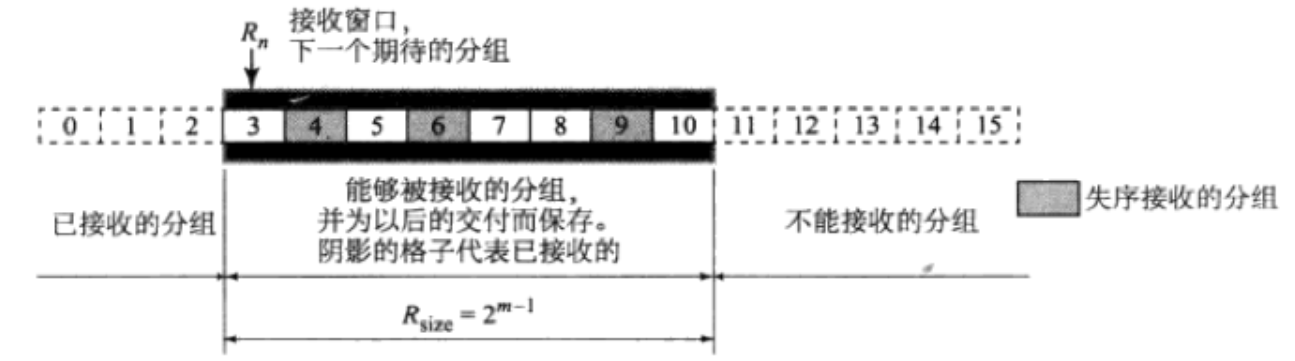 接收窗口，
Rn 下一个期待的分组
0 1 2 3 4 5 6 7 8 9 10 11 12 13 14 15
能够被接收的分组，
已接收的分组 并为以后的交付而保存。 不能接收的分组 失序接收的分组
阴影的格子代表已接收的
Rsize = 2^{m-1}